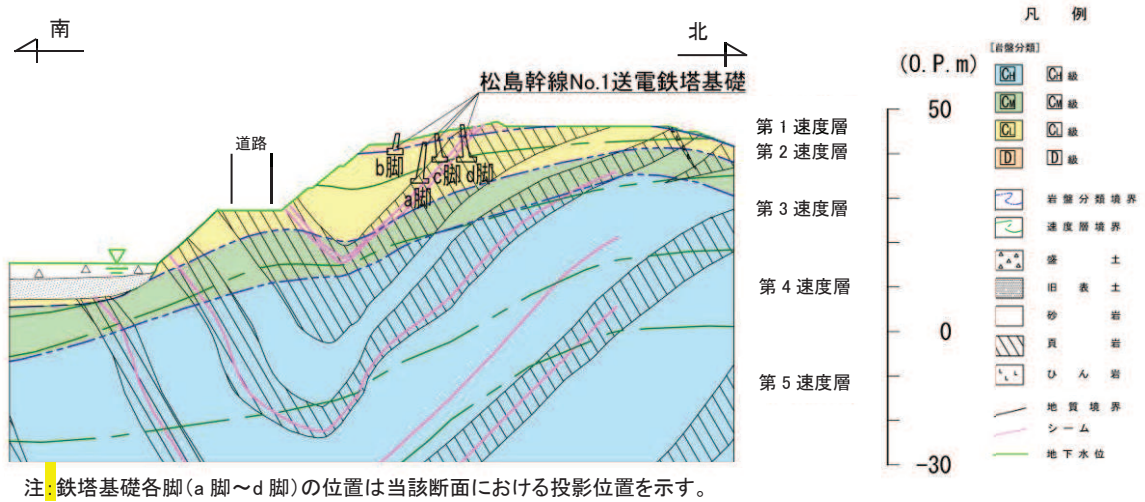 南
北
松島幹線No.1送電鉄塔基礎
道路
b脚
a脚
c脚
d脚
第1速度層
第2速度層
第3速度層
第4速度層
第5速度層
(O.P.m)
50
0
-30
凡 例
[岩盤分類]
CH CH 級
CM CM 級
CL CL 級
D D 級
岩盤分類境界
速度層境界
盛 土
旧 表 土
砂 岩
頁 岩
ひ ん 岩
地質境界
シーム
地下水位
注:鉄塔基礎各脚(a 脚~d 脚)の位置は当該断面における投影位置を示す。